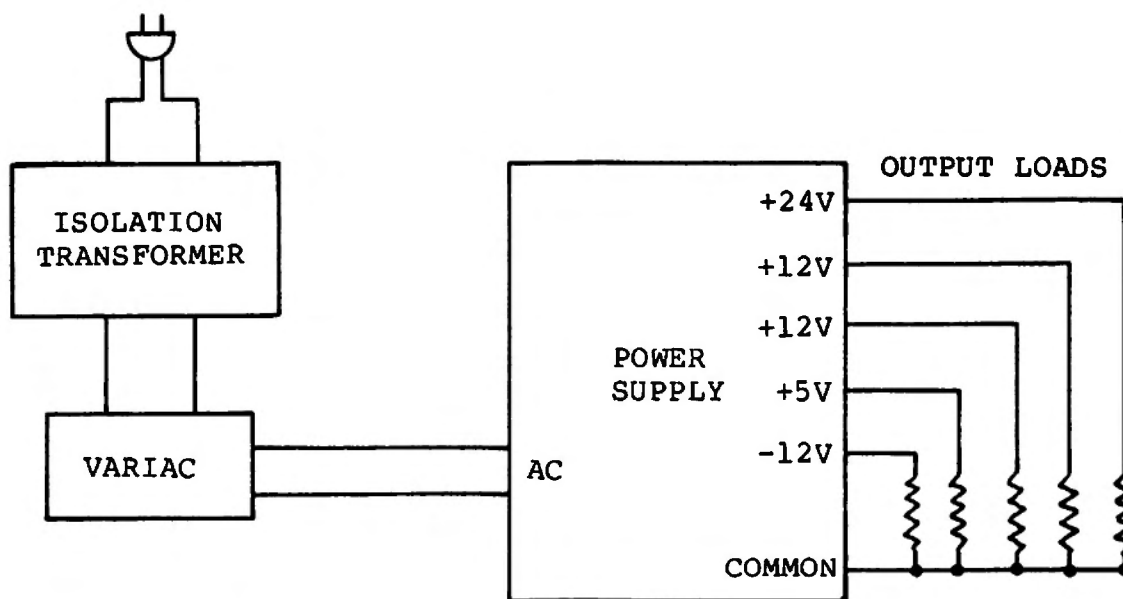 OUTPUT LOADS
ISOLATION
TRANSFORMER
VARIAC
AC
POWER
SUPPLY
+24V
+12V
+12V
+5V
-12V
COMMON